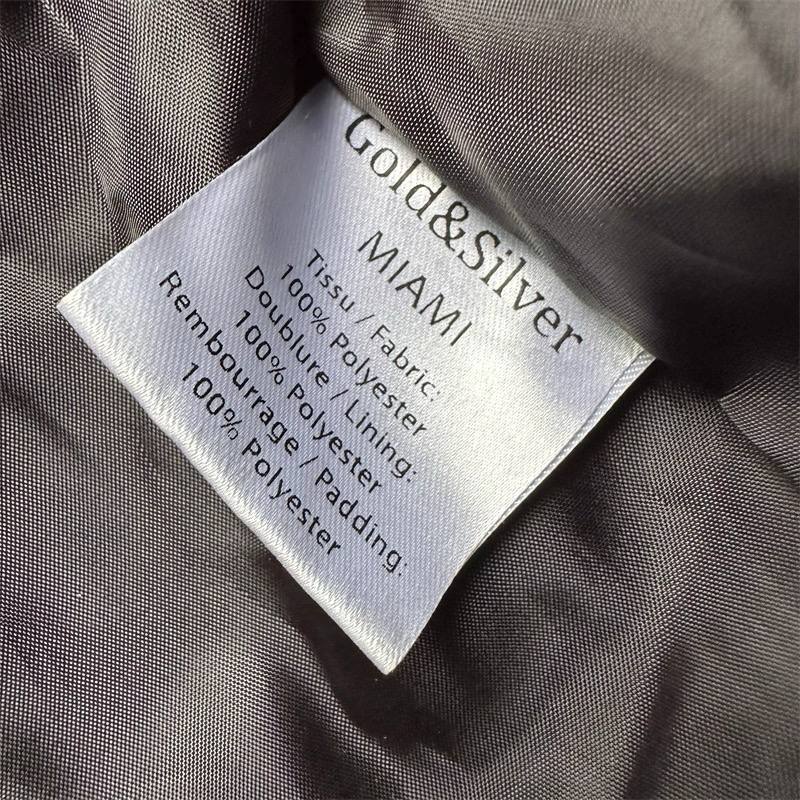 Gold&Silver
MIAMI
Tissu / Fabric:
100% Polyester
Doublure / Lining:
100% Polyester
Rembourrage / Padding:
100% Polyester